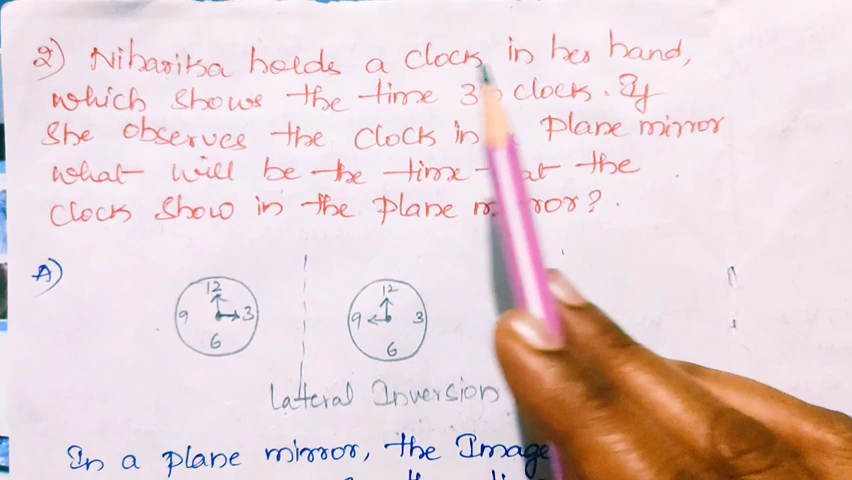 2) Niharika holds a clock in her hand,
which shows the time 3 o clock. If
She observes the clock in plane mirror
what will be the time that the
clock show in the plane mirror?.
A)
12 12
9 3 9 3
6 6
Lateral Inversion
In a plane mirror, the Image